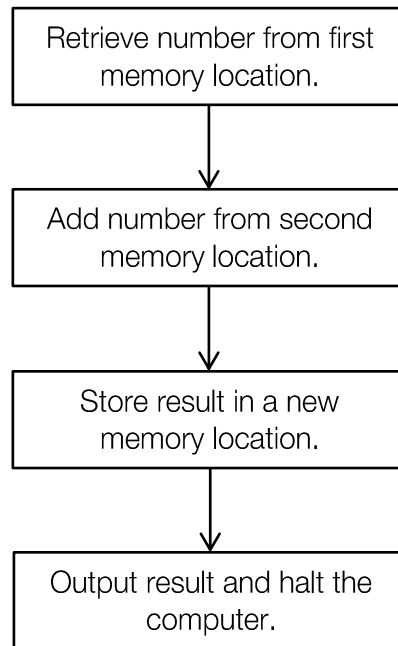 Retrieve number from first
memory location.
Add number from second
memory location.
Store result in a new
memory location.
Output result and halt the
computer.